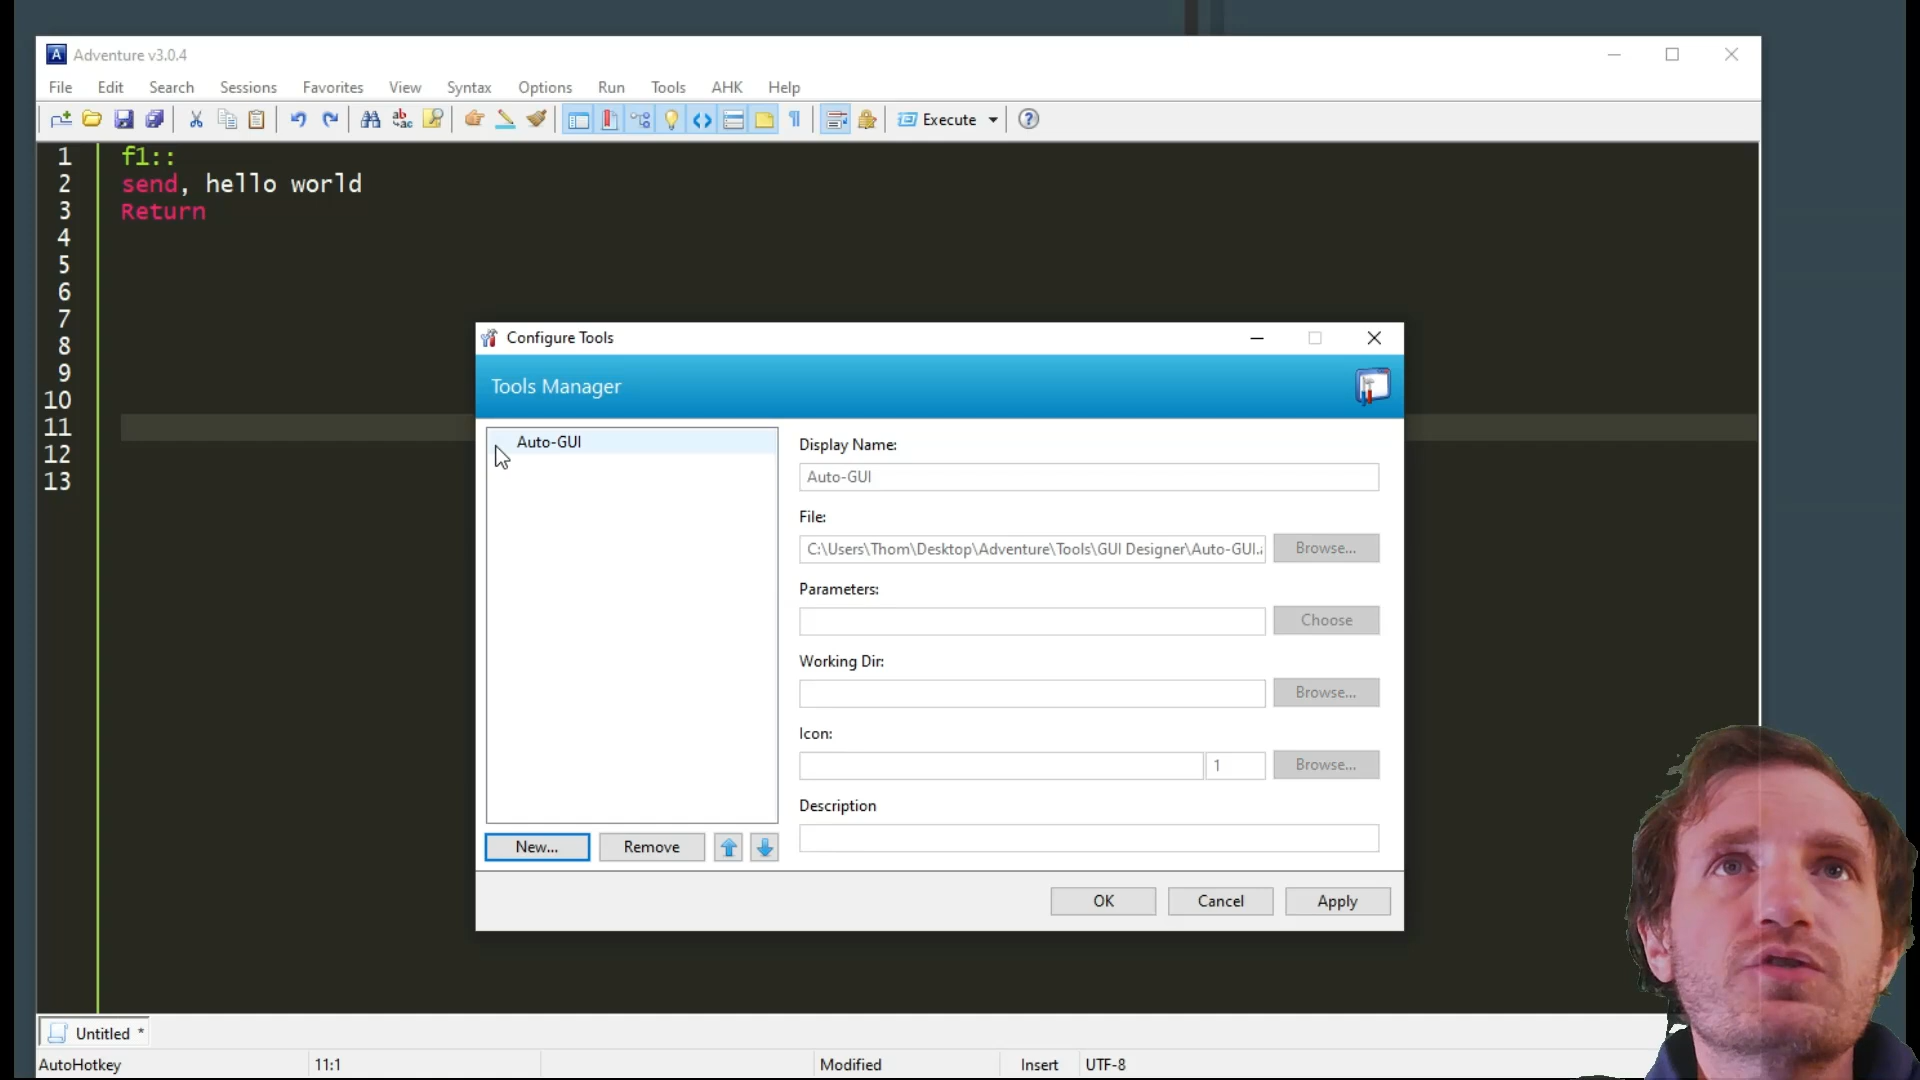 Adventure v3.0.4
File Edit Search Sessions Favorites View Syntax Options Run Tools AHK Help
Execute
1 f1::
2 send, hello world
3 Return
4
5
6
7
8
9
10
11
12
13
Configure Tools
Tools Manager
Auto-GUI
Display Name:
Auto-GUI
File:
C:\Users\Thom\Desktop\Adventure\Tools\GUI Designer\Auto-GUI. Browse...
Parameters:
Choose
Working Dir:
Browse...
Icon:
1 Browse...
Description
New... Remove
OK Cancel Apply
Untitled *
AutoHotkey 11:1 Modified Insert UTF-8